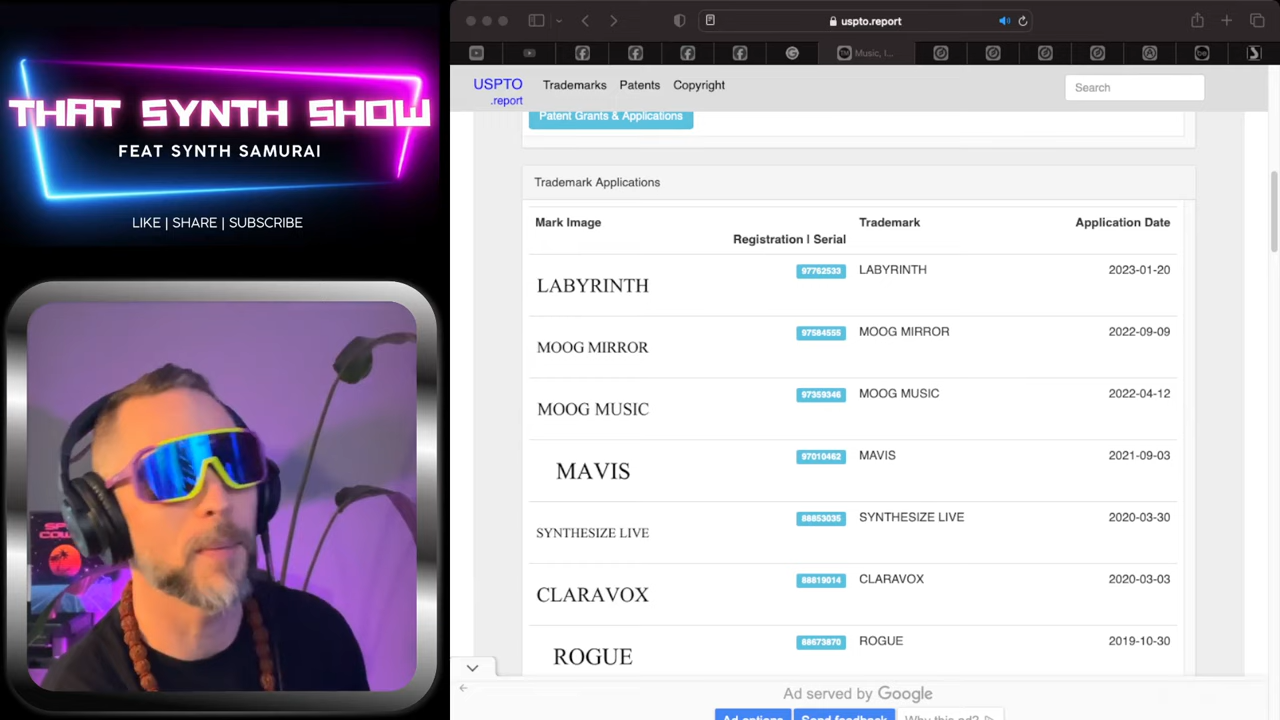 THAT SYNTH SHOW
FEAT SYNTH SAMURAI
LIKE | SHARE | SUBSCRIBE
uspto.report
Music, I...
USPTO
.report
Trademarks
Patents
Copyright
Search
Patent Grants & Applications
Trademark Applications
Mark Image
Registration | Serial
Trademark
Application Date
LABYRINTH
97762533
LABYRINTH
2023-01-20
MOOG MIRROR
97584555
MOOG MIRROR
2022-09-09
MOOG MUSIC
97359346
MOOG MUSIC
2022-04-12
MAVIS
97010462
MAVIS
2021-09-03
SYNTHESIZE LIVE
88853035
SYNTHESIZE LIVE
2020-03-30
CLARAVOX
88819014
CLARAVOX
2020-03-03
ROGUE
88673870
ROGUE
2019-10-30
Ad served by Google
Ad options
Send feedback
Why this ad?